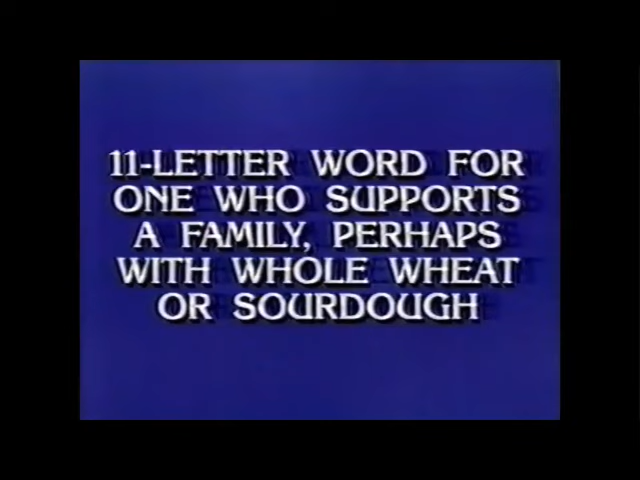 11-LETTER WORD FOR
ONE WHO SUPPORTS
A FAMILY, PERHAPS
WITH WHOLE WHEAT
OR SOURDOUGH